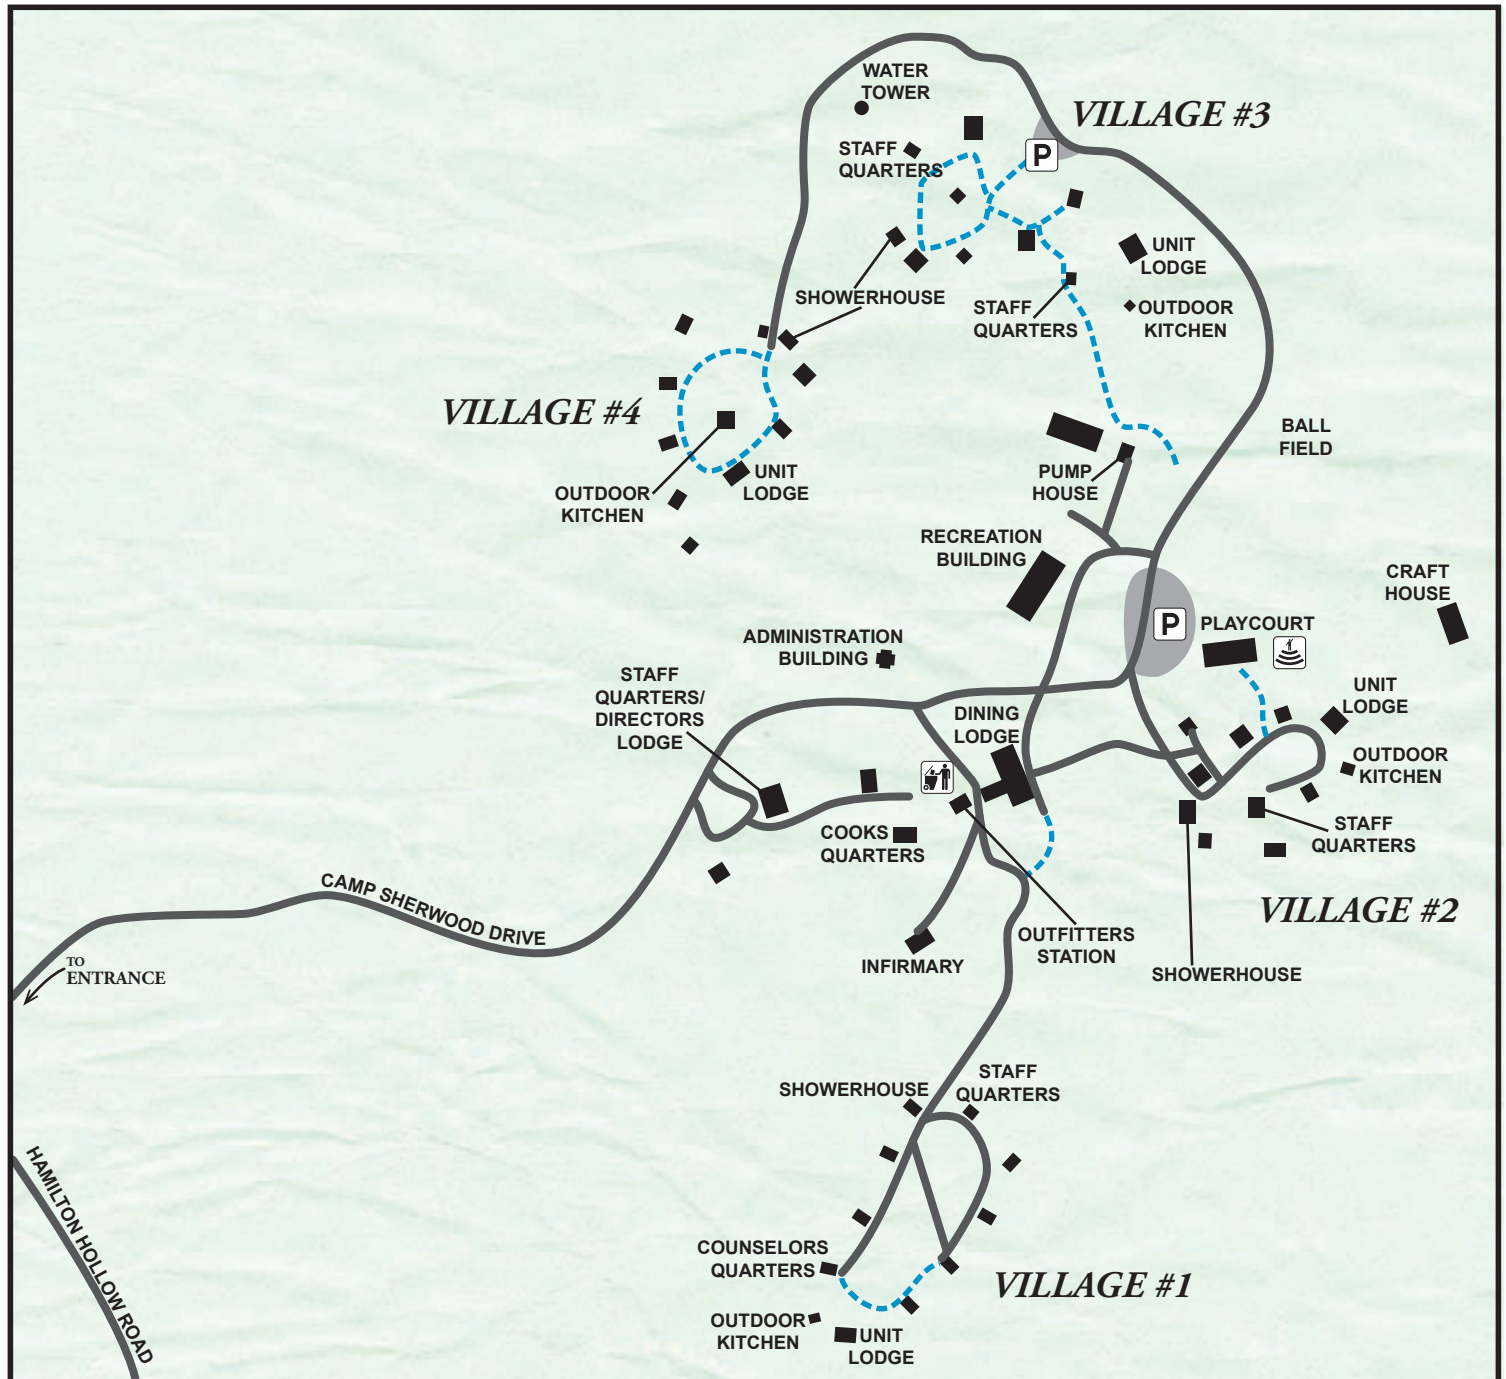 WATER
TOWER
VILLAGE #3
P
STAFF
QUARTERS
UNIT
LODGE
SHOWERHOUSE
STAFF
QUARTERS
OUTDOOR
KITCHEN
VILLAGE #4
BALL
FIELD
UNIT
LODGE
OUTDOOR
KITCHEN
PUMP
HOUSE
RECREATION
BUILDING
CRAFT
HOUSE
P
PLAYCOURT
ADMINISTRATION
BUILDING
STAFF
QUARTERS/
DIRECTORS
LODGE
DINING
LODGE
UNIT
LODGE
OUTDOOR
KITCHEN
COOKS
QUARTERS
STAFF
QUARTERS
CAMP SHERWOOD DRIVE
VILLAGE #2
TO
ENTRANCE
INFIRMARY
OUTFITTERS
STATION
SHOWERHOUSE
SHOWERHOUSE
STAFF
QUARTERS
HAMILTON HOLLOW ROAD
COUNSELORS
QUARTERS
VILLAGE #1
OUTDOOR
KITCHEN
UNIT
LODGE